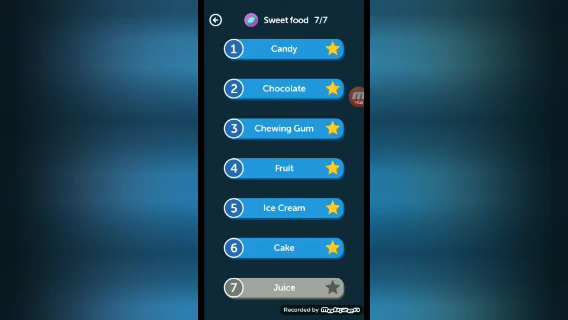 Sweet food 7/7
1 Candy
2 Chocolate
3 Chewing Gum
4 Fruit
5 Ice Cream
6 Cake
7 Juice
Recorded by